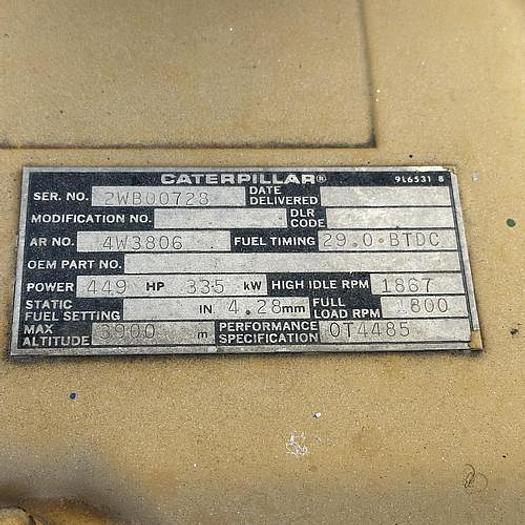 CATERPILLAR® 9L6531 8
SER. NO. 2WB00728 DATE DELIVERED
MODIFICATION NO. DLR CODE
AR NO. 4W3806 FUEL TIMING 29.0 BTDC
OEM PART NO.
POWER 449 HP 335 kW HIGH IDLE RPM 1867
STATIC FUEL SETTING IN 4.28mm FULL LOAD RPM 1800
MAX ALTITUDE 3900 m PERFORMANCE SPECIFICATION 0T4485